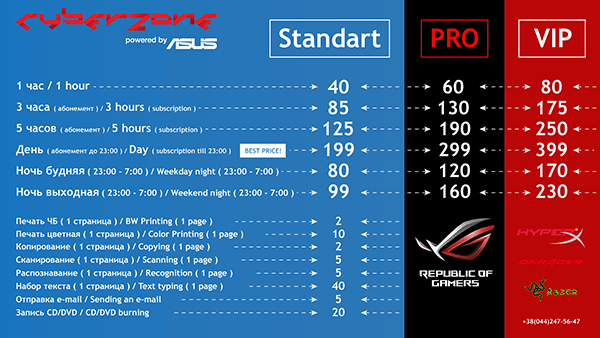 cyberzone
powered by ASUS
Standart PRO VIP
1 час / 1 hour 40 60 80
3 часа ( абонемент ) / 3 hours ( subscription ) 85 130 175
5 часов ( абонемент ) / 5 hours ( subscription ) 125 190 250
День ( абонемент до 23:00 ) / Day ( subscription till 23:00 ) BEST PRICE! 199 299 399
Ночь будняя ( 23:00 - 7:00 ) / Weekday night ( 23:00 - 7:00 ) 80 120 170
Ночь выходная ( 23:00 - 7:00 ) / Weekend night ( 23:00 - 7:00 ) 99 160 230
Печать ЧБ ( 1 страница ) / BW Printing ( 1 page ) 2
Печать цветная ( 1 страница ) / Color Printing ( 1 page ) 10
Копирование ( 1 страница ) / Copying ( 1 page ) 2
Сканирование ( 1 страница ) / Scanning ( 1 page ) 5
Распознавание ( 1 страница ) / Recognition ( 1 page ) 5
Набор текста ( 1 страница ) / Text typing ( 1 page ) 40
Отправка e-mail / Sending an e-mail 5
Запись CD/DVD / CD/DVD burning 20
REPUBLIC OF
GAMERS
HYPERX
DXRACER
RAZER
+38(044)247-56-47